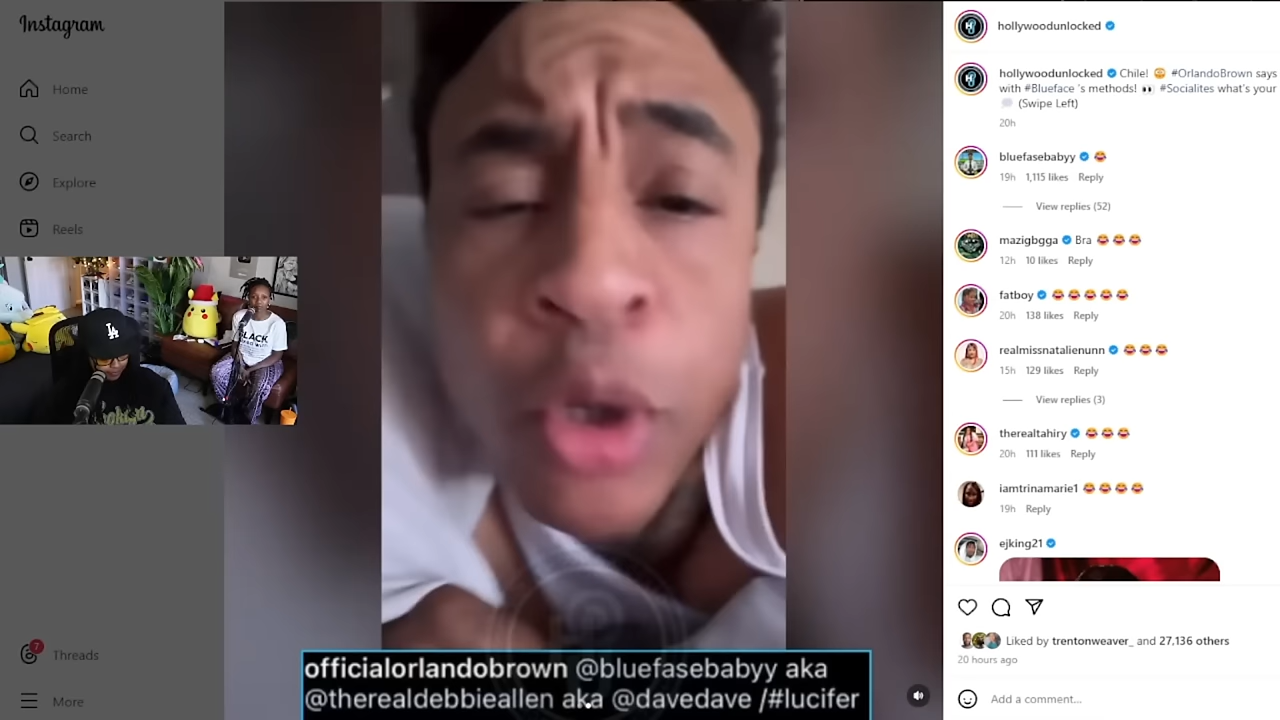 Instagram
Home
Search
Explore
Reels
Threads
7
More
LA
BLACK
officialorlandobrown @bluefasebabyy aka
@therealdebbieallen aka @davedave /#lucifer
hollywoodunlocked
hollywoodunlocked Chile! 🤯 #OrlandoBrown says
with #Blueface 's methods! 👀 #Socialites what's your
💭 (Swipe Left)
20h
bluefasebabyy 😂
19h 1,115 likes Reply
View replies (52)
mazigbgga Bra 😂😂😂
12h 10 likes Reply
fatboy 😂😂😂😂😂
20h 138 likes Reply
realmissnatalienunn 😂😂😂
15h 129 likes Reply
View replies (3)
therealtahiry 😂😂😂
20h 111 likes Reply
iamtrinamarie1 😂😂😂😂
19h Reply
ejking21
Liked by trentonweaver_ and 27,136 others
20 hours ago
Add a comment...